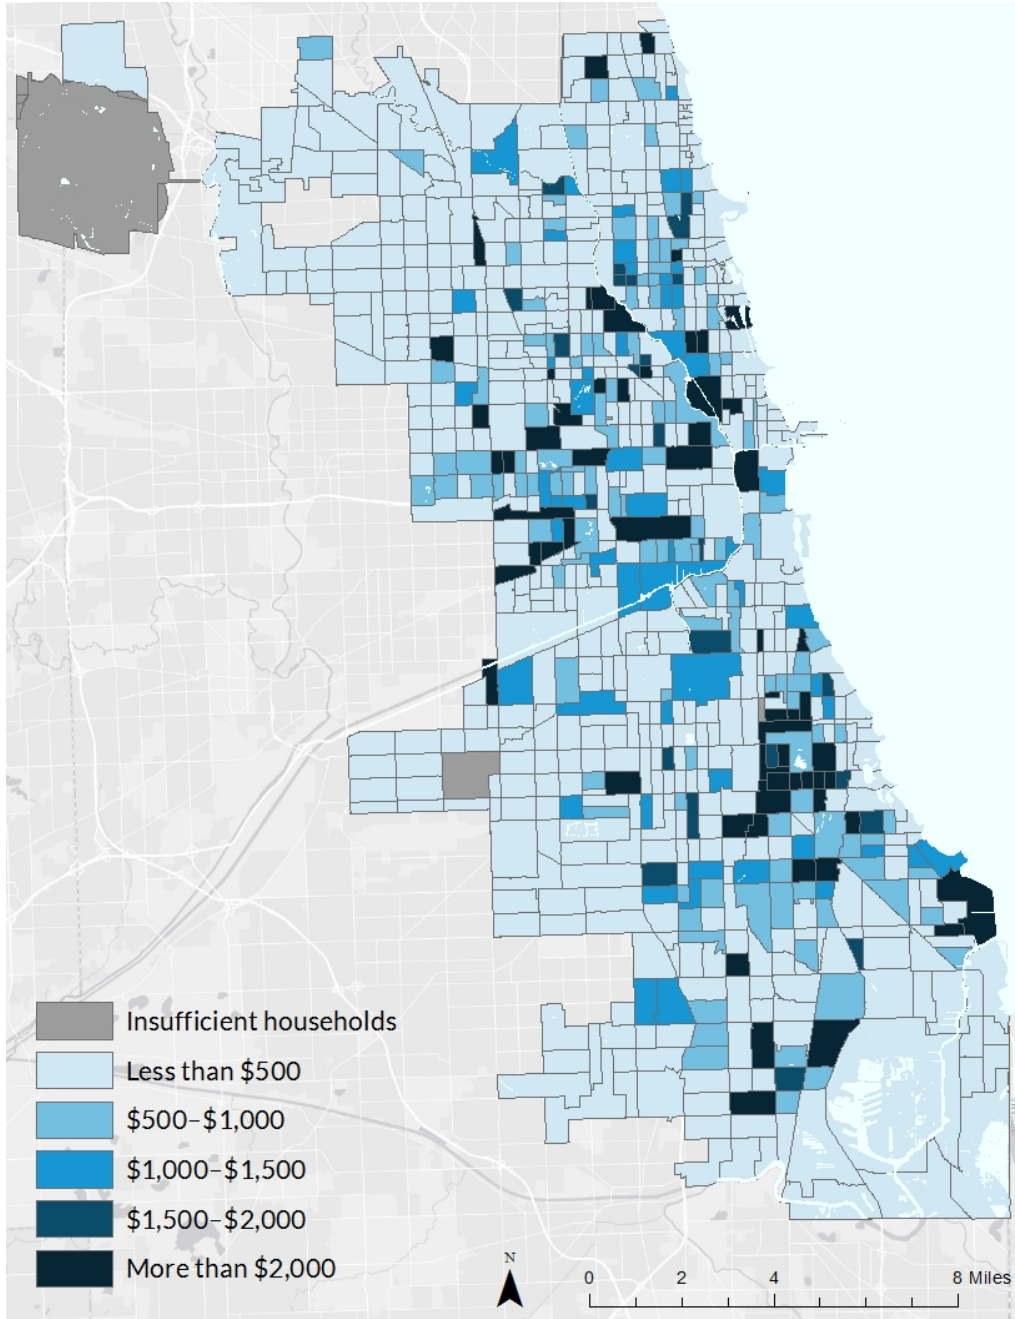 Insufficient households
Less than $500
$500–$1,000
$1,000–$1,500
$1,500–$2,000
More than $2,000
N
0 2 4 8 Miles